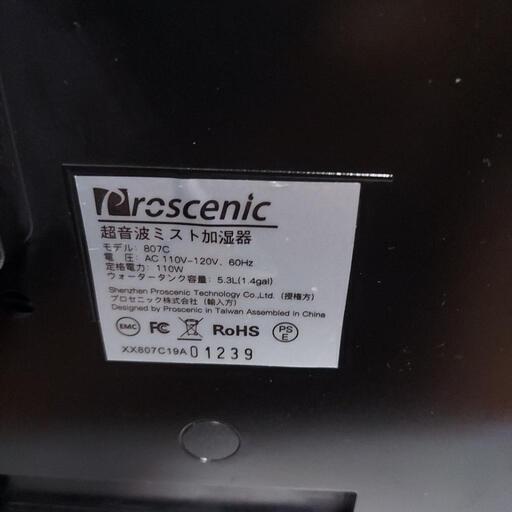 Proscenic
超音波ミスト加湿器
モデル: 807C
電 圧: AC 110V-120V, 60Hz
定格電力: 110W
ウォータータンク容量: 5.3L(1.4gal)
Shenzhen Proscenic Technology Co.,Ltd. (授権方)
プロセニック株式会社 (輸入方)
Designed by Proscenic in Taiwan Assembled in China
EMC FC RoHS PS E
XX807C19A01239